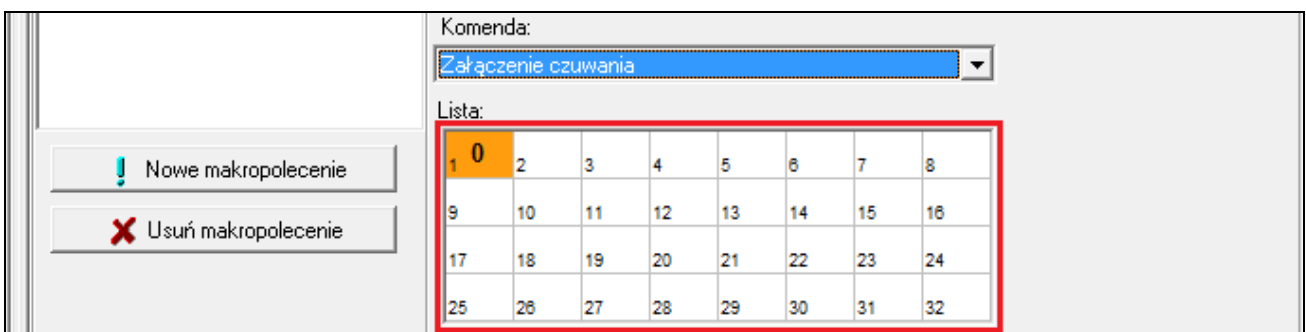 Komenda:
Załączenie czuwania
Lista:
1 0 2 3 4 5 6 7 8
9 10 11 12 13 14 15 16
17 18 19 20 21 22 23 24
25 26 27 28 29 30 31 32
Nowe makropolecenie
Usuń makropolecenie